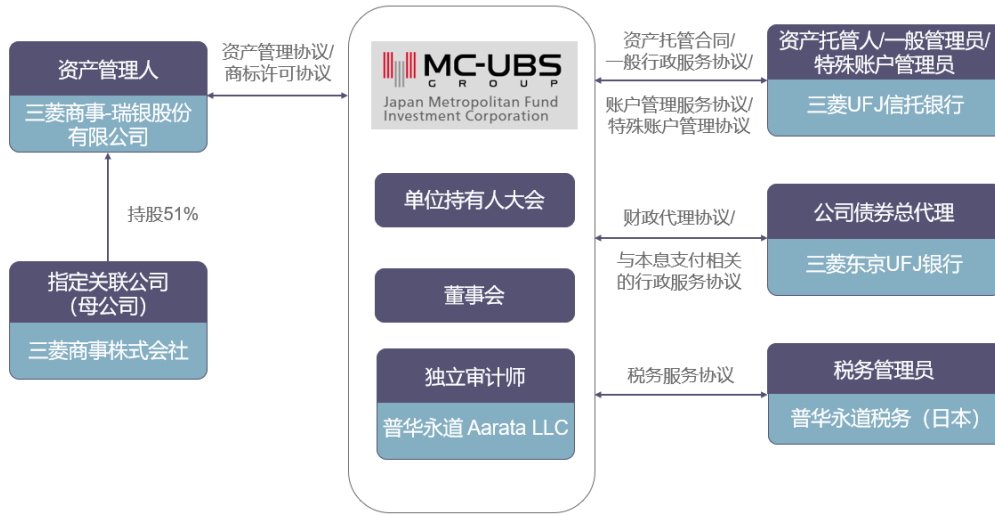 资产管理人
三菱商事-瑞银股份
有限公司
持股51%
指定关联公司
（母公司）
三菱商事株式会社
资产管理协议/
商标许可协议
MC-UBS
GROUP
Japan Metropolitan Fund
Investment Corporation
单位持有人大会
董事会
独立审计师
普华永道 Aarata LLC
资产托管合同/
一般行政服务协议/
账户管理服务协议/
特殊账户管理协议
资产托管人/一般管理员/
特殊账户管理员
三菱UFJ信托银行
财政代理协议/
与本息支付相关
的行政服务协议
公司债券总代理
三菱东京UFJ银行
税务服务协议
税务管理员
普华永道税务（日本）